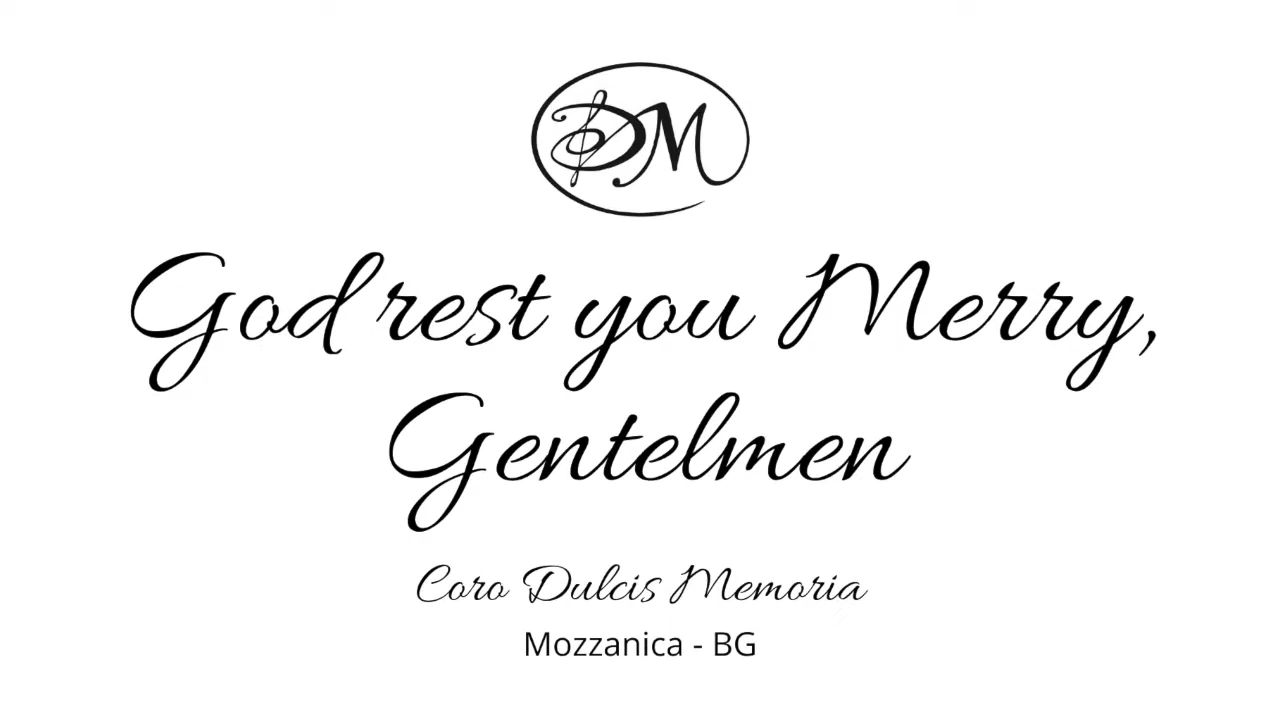 DM
God rest you Merry,
Gentelmen
Coro Dulcis Memoria
Mozzanica - BG